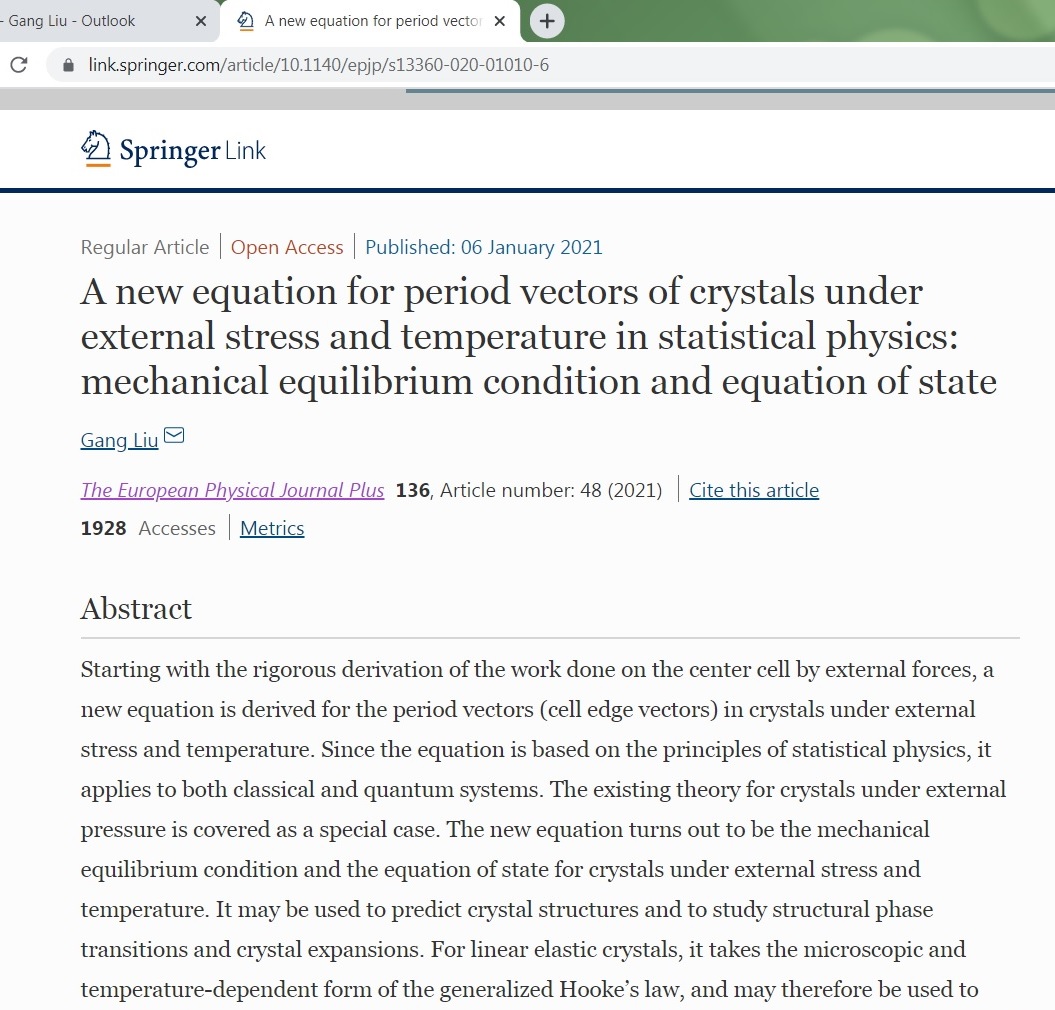 - Gang Liu - Outlook
A new equation for period vecto
link.springer.com/article/10.1140/epjp/s13360-020-01010-6
Springer Link
Regular Article Open Access Published: 06 January 2021
A new equation for period vectors of crystals under
external stress and temperature in statistical physics:
mechanical equilibrium condition and equation of state
Gang Liu
The European Physical Journal Plus 136, Article number: 48 (2021) Cite this article
1928 Accesses Metrics
Abstract
Starting with the rigorous derivation of the work done on the center cell by external forces, a
new equation is derived for the period vectors (cell edge vectors) in crystals under external
stress and temperature. Since the equation is based on the principles of statistical physics, it
applies to both classical and quantum systems. The existing theory for crystals under external
pressure is covered as a special case. The new equation turns out to be the mechanical
equilibrium condition and the equation of state for crystals under external stress and
temperature. It may be used to predict crystal structures and to study structural phase
transitions and crystal expansions. For linear elastic crystals, it takes the microscopic and
temperature-dependent form of the generalized Hooke’s law, and may therefore be used to